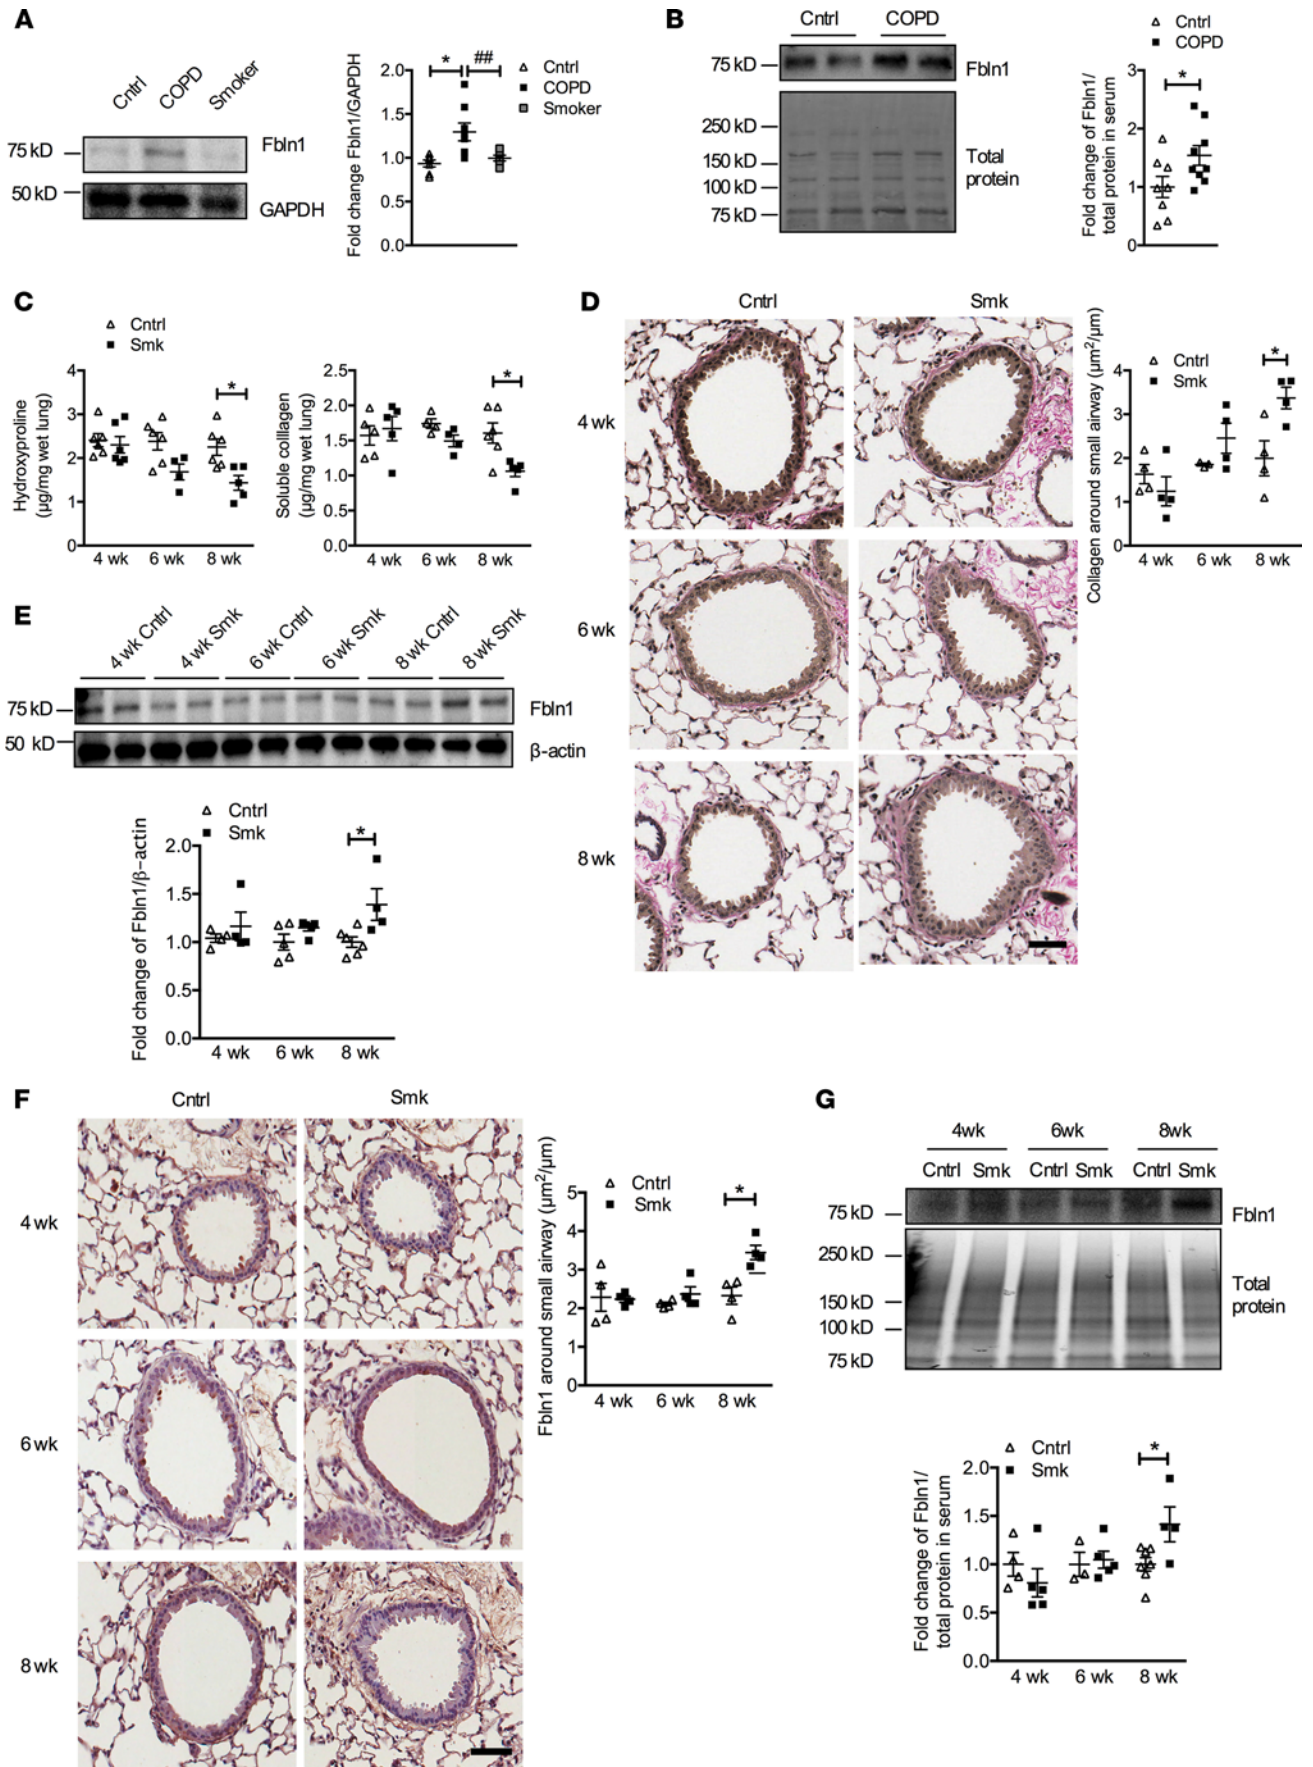 A
Cntrl
COPD
Smoker
75 kD
Fbln1
50 kD
GAPDH
Fold change Fbln1/GAPDH
2.0
1.5
1.0
0.5
0.0
*
##
Cntrl
COPD
Smoker
B
Cntrl
COPD
75 kD
Fbln1
250 kD
150 kD
100 kD
75 kD
Total
protein
Cntrl
COPD
Fold change of Fbln1/
total protein in serum
3
2
1
0
*
C
Cntrl
Smk
Hydroxyproline
(µg/mg wet lung)
4
3
2
1
0
*
4 wk
6 wk
8 wk
Soluble collagen
(µg/mg wet lung)
2.5
2.0
1.5
1.0
0.5
0.0
*
4 wk
6 wk
8 wk
D
Cntrl
Smk
4 wk
6 wk
8 wk
Collagen around small airway (µm²/µm)
Cntrl
Smk
4
3
2
1
0
*
4 wk
6 wk
8 wk
E
4 wk Cntrl
4 wk Smk
6 wk Cntrl
6 wk Smk
8 wk Cntrl
8 wk Smk
75 kD
Fbln1
50 kD
β-actin
Cntrl
Smk
Fold change of Fbln1/β-actin
2.0
1.5
1.0
0.5
0.0
*
4 wk
6 wk
8 wk
F
Cntrl
Smk
4 wk
6 wk
8 wk
Fbln1 around small airway (µm²/µm)
Cntrl
Smk
5
4
3
2
1
0
*
4 wk
6 wk
8 wk
G
4wk
6wk
8wk
Cntrl Smk Cntrl Smk Cntrl Smk
75 kD
Fbln1
250 kD
150 kD
100 kD
75 kD
Total
protein
Cntrl
Smk
Fold change of Fbln1/
total protein in serum
2.0
1.5
1.0
0.5
0.0
*
4 wk
6 wk
8 wk